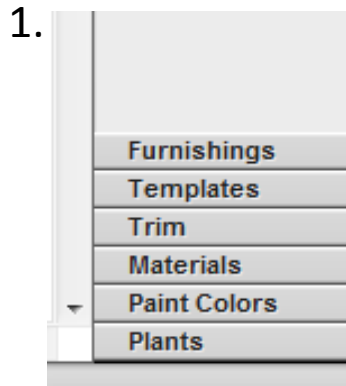 1.
Furnishings
Templates
Trim
Materials
Paint Colors
Plants